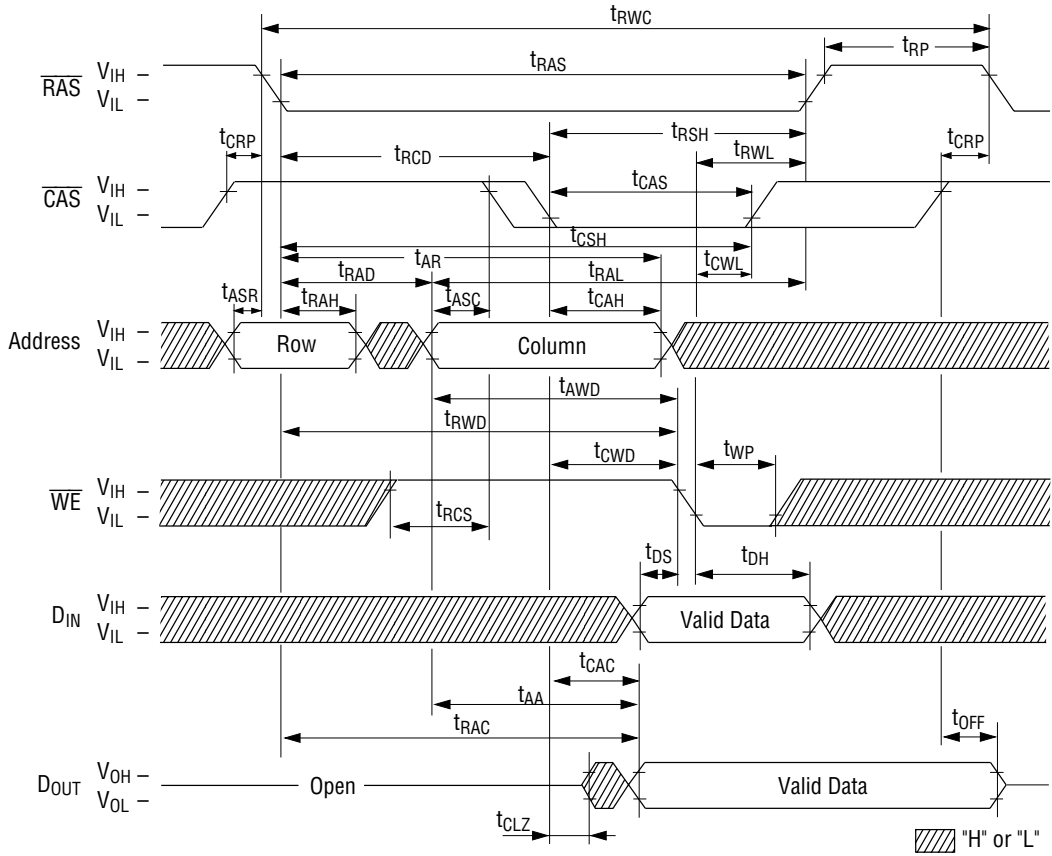 tRWC
tRP
tRAS
RAS VIH
VIL
tCRP
tRCD
tRSH
tRWL
tCRP
CAS VIH
VIL
tCAS
tCSH
tAR
tCWL
tRAD
tRAL
tASR
tRAH
tASC
tCAH
Address VIH
VIL
Row
Column
tAWD
tRWD
tCWD
tWP
WE VIH
VIL
tRCS
tDS
tDH
DIN VIH
VIL
Valid Data
tCAC
tAA
tRAC
tOFF
DOUT VOH
VOL
Open
Valid Data
tCLZ
"H" or "L"